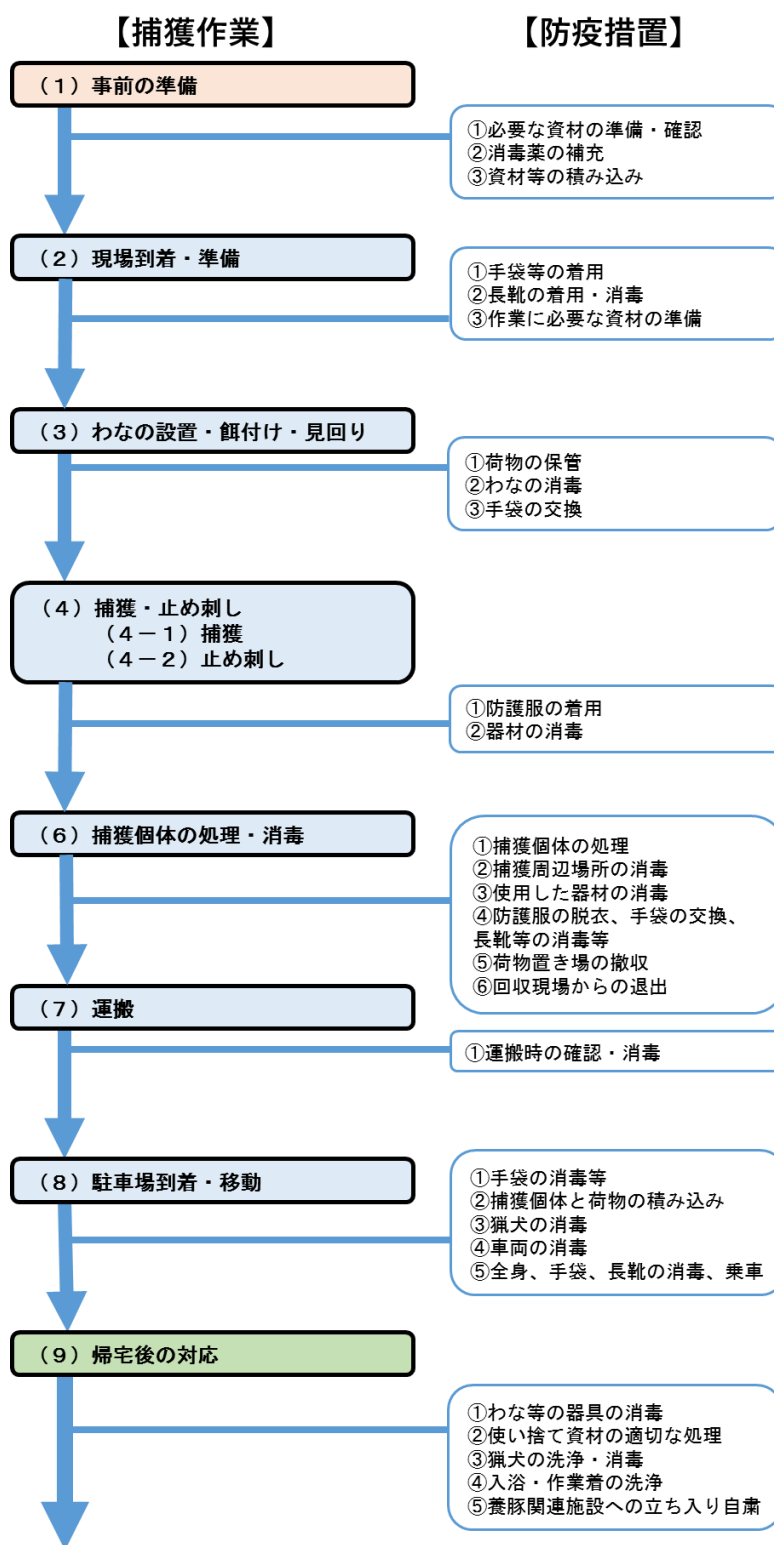 【捕獲作業】
【防疫措置】
（１）事前の準備
①必要な資材の準備・確認
②消毒薬の補充
③資材等の積み込み
（２）現場到着・準備
①手袋等の着用
②長靴の着用・消毒
③作業に必要な資材の準備
（３）わなの設置・餌付け・見回り
①荷物の保管
②わなの消毒
③手袋の交換
（４）捕獲・止め刺し
（４－１）捕獲
（４－２）止め刺し
①防護服の着用
②器材の消毒
（６）捕獲個体の処理・消毒
①捕獲個体の処理
②捕獲周辺場所の消毒
③使用した器材の消毒
④防護服の脱衣、手袋の交換、
長靴等の消毒等
⑤荷物置き場の撤収
⑥回収現場からの退出
（７）運搬
①運搬時の確認・消毒
（８）駐車場到着・移動
①手袋の消毒等
②捕獲個体と荷物の積み込み
③猟犬の消毒
④車両の消毒
⑤全身、手袋、長靴の消毒、乗車
（９）帰宅後の対応
①わな等の器具の消毒
②使い捨て資材の適切な処理
③猟犬の洗浄・消毒
④入浴・作業着の洗浄
⑤養豚関連施設への立ち入り自粛